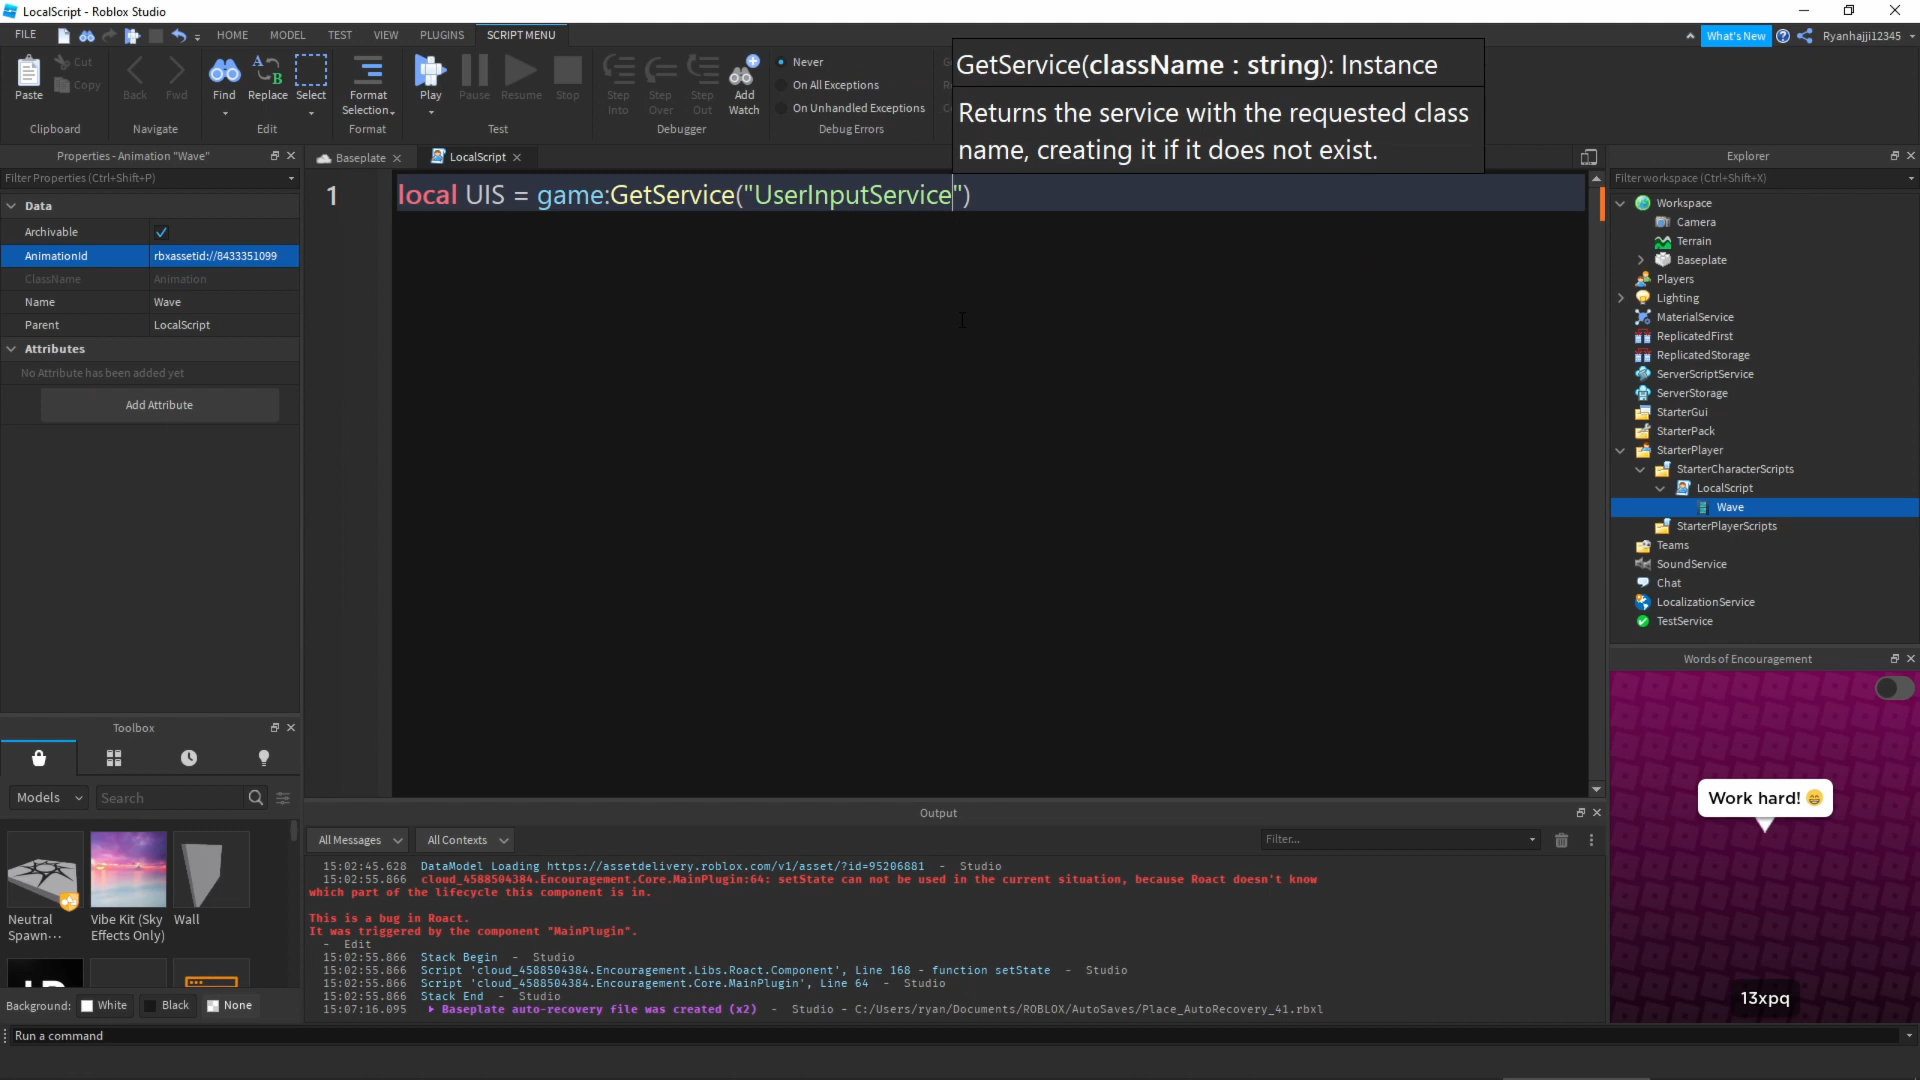 LocalScript - Roblox Studio
FILE HOME MODEL TEST VIEW PLUGINS SCRIPT MENU What's New Ryanhajji12345
Paste Cut Copy Back Fwd Find Replace Select Format Selection Play Pause Resume Stop Step Into Step Over Step Out Add Watch
Never
On All Exceptions
On Unhandled Exceptions
Clipboard Navigate Edit Format Test Debugger Debug Errors
GetService(className : string): Instance
Returns the service with the requested class
name, creating it if it does not exist.
Properties - Animation "Wave"
Filter Properties (Ctrl+Shift+P)
Data
Archivable
AnimationId rbxassetid://8433351099
ClassName Animation
Name Wave
Parent LocalScript
Attributes
No Attribute has been added yet
Add Attribute
Baseplate LocalScript
1 local UIS = game:GetService("UserInputService")
Explorer
Filter workspace (Ctrl+Shift+X)
Workspace
Camera
Terrain
Baseplate
Players
Lighting
MaterialService
ReplicatedFirst
ReplicatedStorage
ServerScriptService
ServerStorage
StarterGui
StarterPack
StarterPlayer
StarterCharacterScripts
LocalScript
Wave
StarterPlayerScripts
Teams
SoundService
Chat
LocalizationService
TestService
Words of Encouragement
Work hard! 😁
13xpq
Toolbox
Models Search
Neutral Spawn...
Vibe Kit (Sky Effects Only)
Wall
Background: White Black None
Output
All Messages All Contexts Filter...
15:02:45.628 DataModel Loading https://assetdelivery.roblox.com/v1/asset/?id=95206881 - Studio
15:02:55.866 cloud_4588504384.Encouragement.Core.MainPlugin:64: setState can not be used in the current situation, because Roact doesn't know
which part of the lifecycle this component is in.
This is a bug in Roact.
It was triggered by the component "MainPlugin".
- Edit
15:02:55.866 Stack Begin - Studio
15:02:55.866 Script 'cloud_4588504384.Encouragement.Libs.Roact.Component', Line 168 - function setState - Studio
15:02:55.866 Script 'cloud_4588504384.Encouragement.Core.MainPlugin', Line 64 - Studio
15:02:55.866 Stack End - Studio
15:07:16.095 Baseplate auto-recovery file was created (x2) - Studio - C:/Users/ryan/Documents/ROBLOX/AutoSaves/Place_AutoRecovery_41.rbxl
Run a command